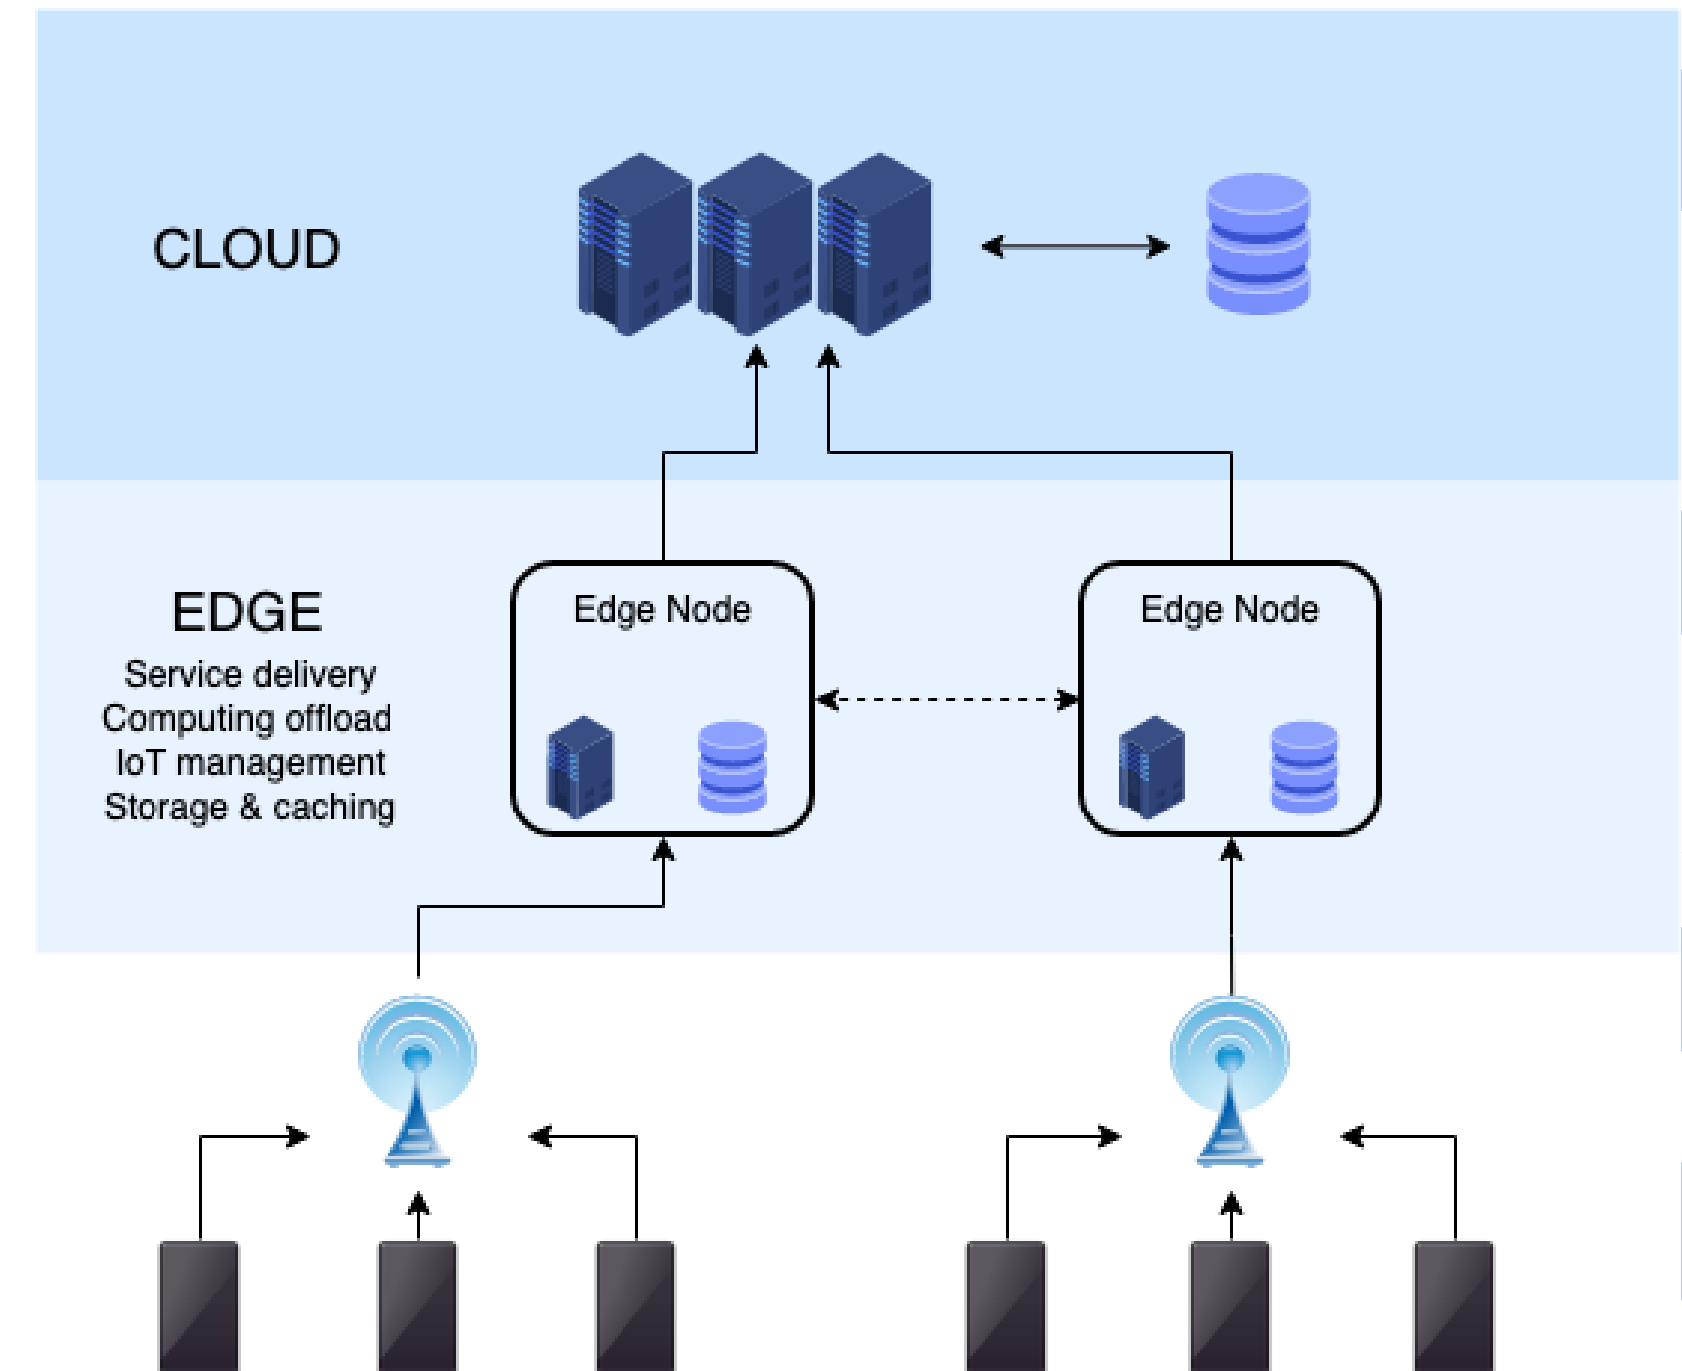 CLOUD
EDGE
Service delivery
Computing offload
IoT management
Storage & caching
Edge Node
Edge Node